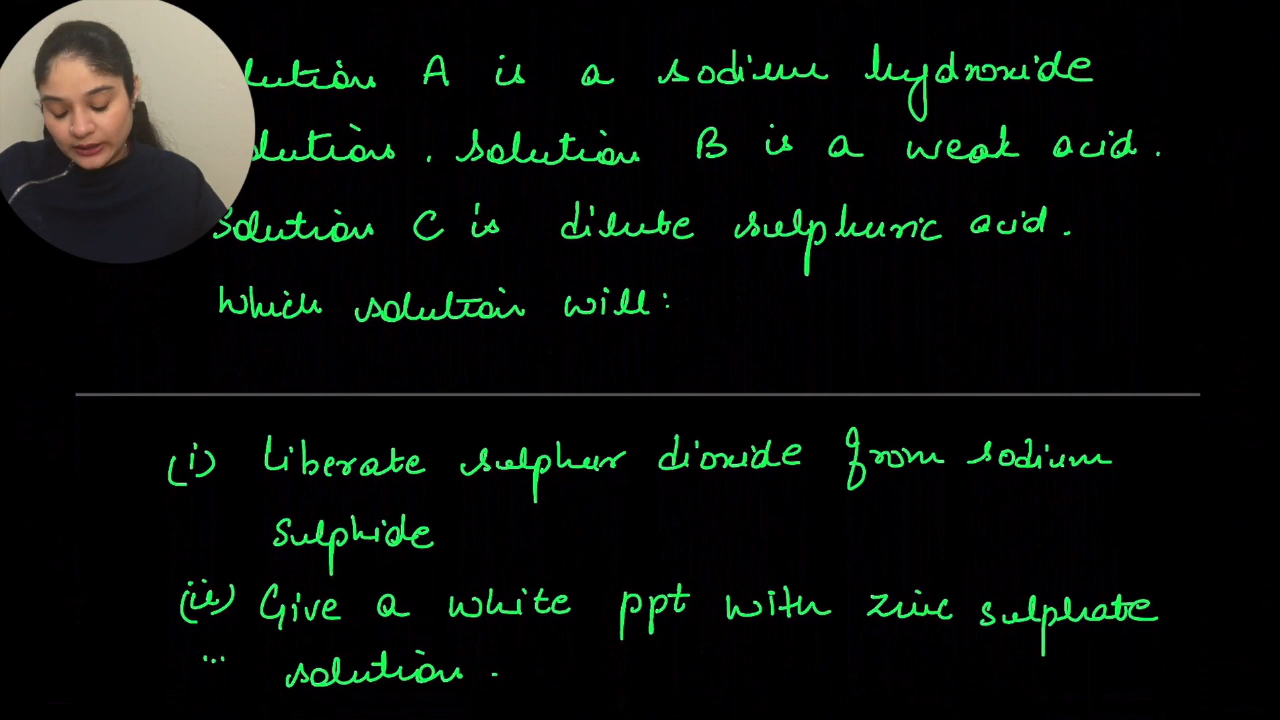 lution A is a sodium hydroxide
olution. Solution B is a weak acid.
Solution C is dilute sulphuric acid.
Which solution will:
(i) Liberate sulphur dioxide from sodium
Sulphide
(ii) Give a white ppt with zinc sulphate
solution.